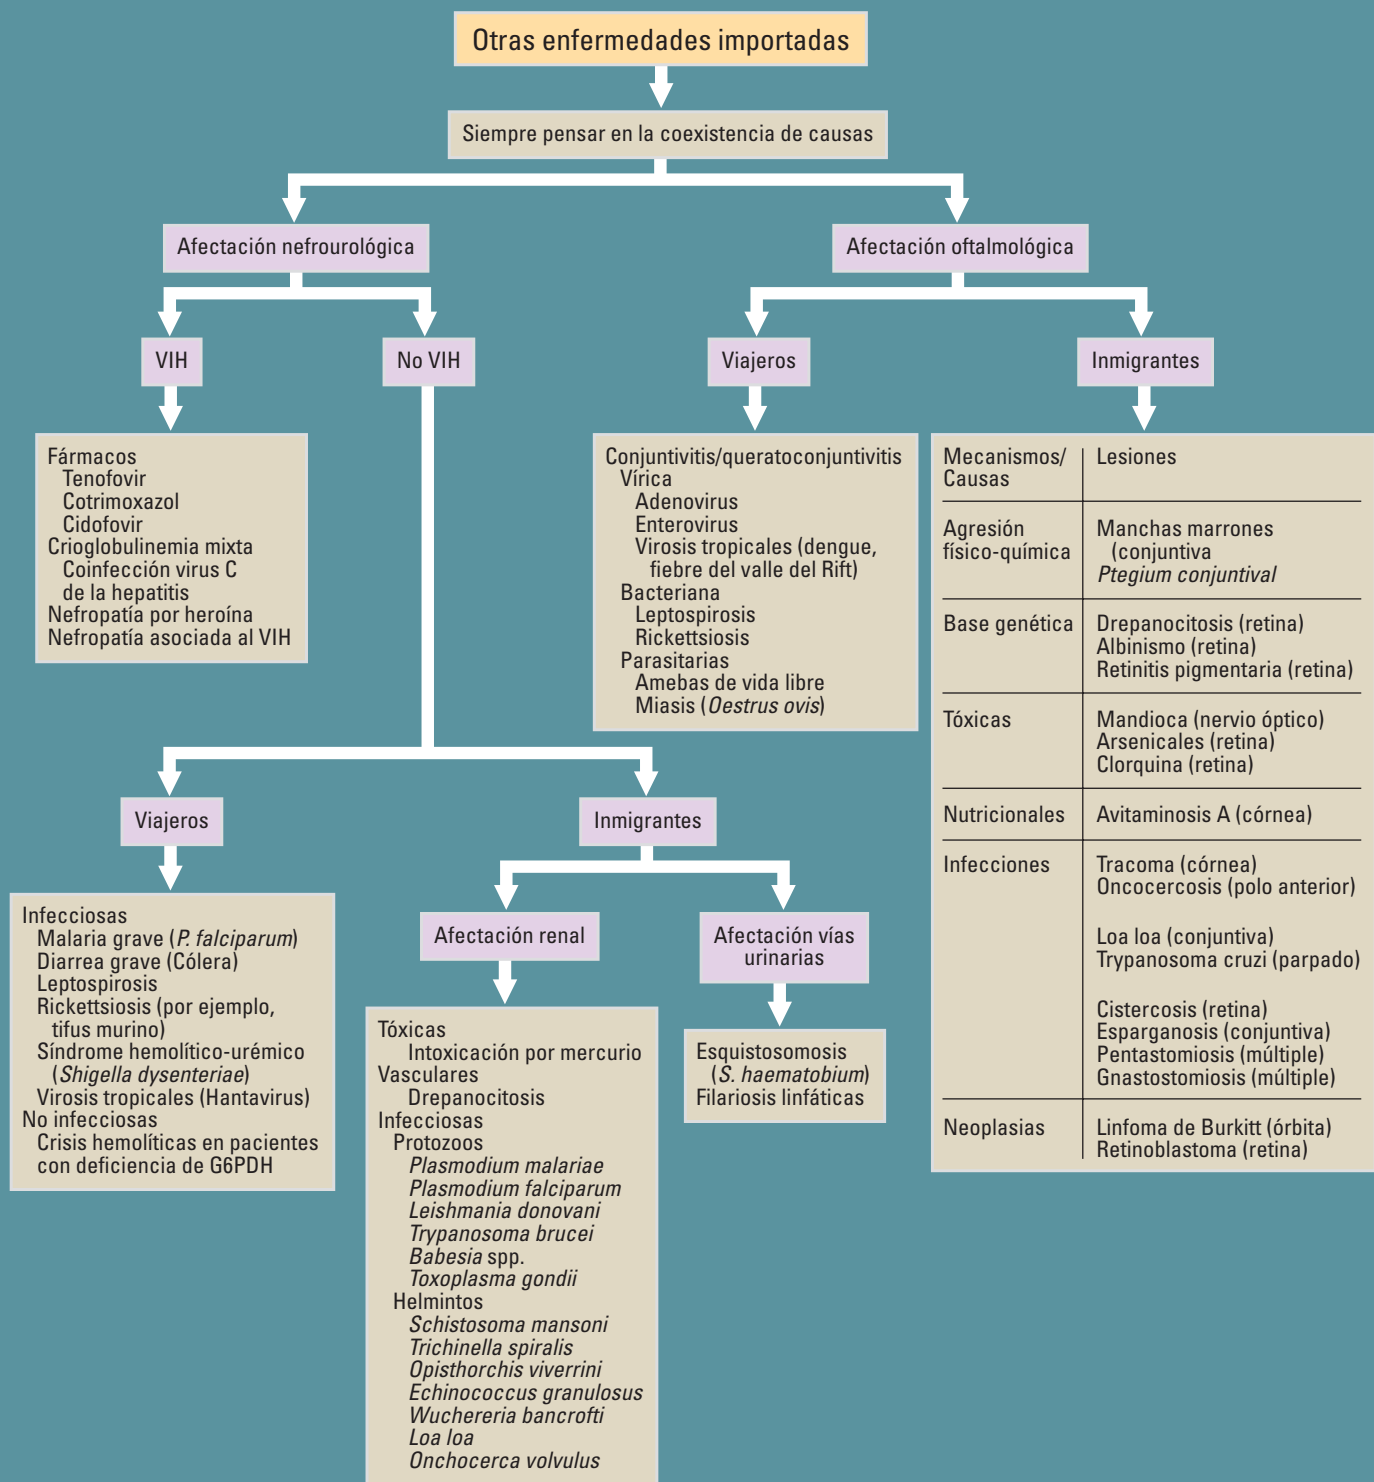 Otras enfermedades importadas
Siempre pensar en la coexistencia de causas
Afectación nefrourológica
Afectación oftalmológica
VIH
No VIH
Viajeros
Inmigrantes
Fármacos
Tenofovir
Cotrimoxazol
Cidofovir
Crioglobulinemia mixta
Coinfección virus C
de la hepatitis
Nefropatía por heroína
Nefropatía asociada al VIH
Conjuntivitis/queratoconjuntivitis
Vírica
Adenovirus
Enterovirus
Virosis tropicales (dengue,
fiebre del valle del Rift)
Bacteriana
Leptospirosis
Rickettsiosis
Parasitarias
Amebas de vida libre
Miasis (Oestrus ovis)
Mecanismos/ Lesiones
Causas
Agresión Manchas marrones
físico-química (conjuntiva
Ptegium conjuntival
Base genética Drepanocitosis (retina)
Albinismo (retina)
Retinitis pigmentaria (retina)
Tóxicas Mandioca (nervio óptico)
Arsenicales (retina)
Clorquina (retina)
Nutricionales Avitaminosis A (córnea)
Infecciones Tracoma (córnea)
Oncocercosis (polo anterior)
Loa loa (conjuntiva)
Trypanosoma cruzi (parpado)
Cistercosis (retina)
Esparganosis (conjuntiva)
Pentastomiosis (múltiple)
Gnastostomiosis (múltiple)
Neoplasias Linfoma de Burkitt (órbita)
Retinoblastoma (retina)
Viajeros
Inmigrantes
Infecciosas
Malaria grave (P. falciparum)
Diarrea grave (Cólera)
Leptospirosis
Rickettsiosis (por ejemplo,
tifus murino)
Síndrome hemolítico-urémico
(Shigella dysenteriae)
Virosis tropicales (Hantavirus)
No infecciosas
Crisis hemolíticas en pacientes
con deficiencia de G6PDH
Afectación renal
Afectación vías
urinarias
Tóxicas
Intoxicación por mercurio
Vasculares
Drepanocitosis
Infecciosas
Protozoos
Plasmodium malariae
Plasmodium falciparum
Leishmania donovani
Trypanosoma brucei
Babesia spp.
Toxoplasma gondii
Helmintos
Schistosoma mansoni
Trichinella spiralis
Opisthorchis viverrini
Echinococcus granulosus
Wuchereria bancrofti
Loa loa
Onchocerca volvulus
Esquistosomosis
(S. haematobium)
Filariosis linfáticas